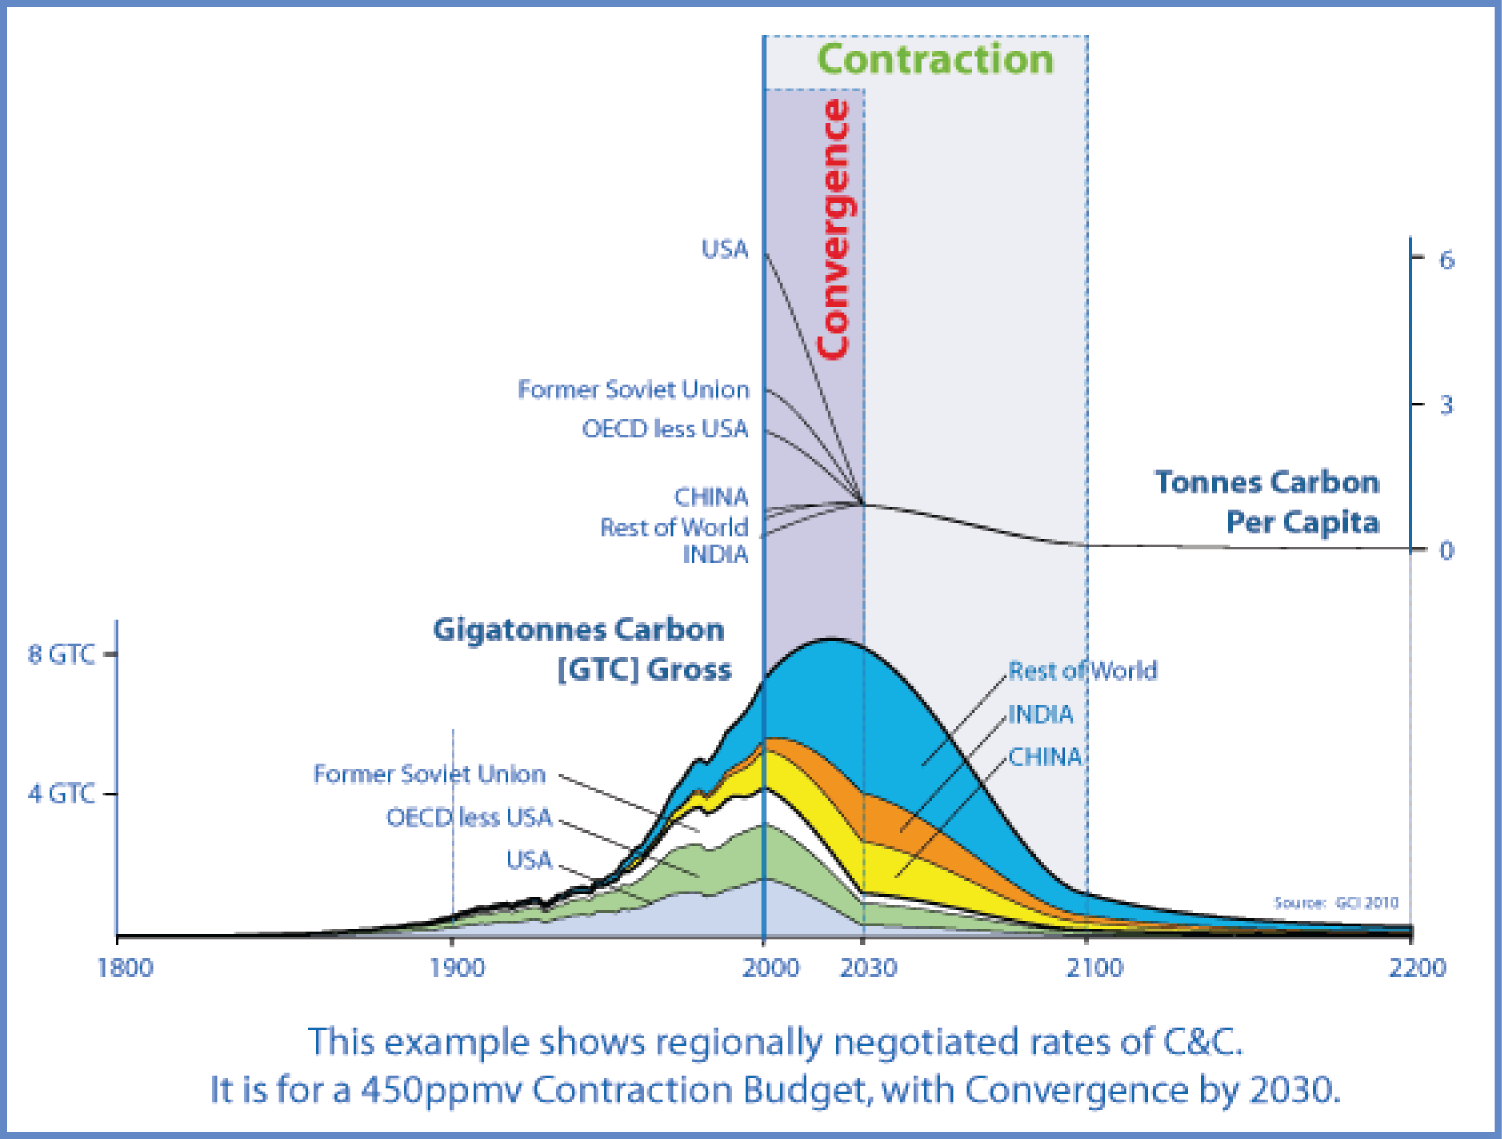 Contraction
Convergence
USA
Former Soviet Union
OECD less USA
CHINA
Rest of World
INDIA
6
3
0
Tonnes Carbon
Per Capita
Gigatonnes Carbon
[GTC] Gross
8 GTC
4 GTC
Former Soviet Union
OECD less USA
USA
Rest of World
INDIA
CHINA
Source: GCI 2010
1800
1900
2000
2030
2100
2200
This example shows regionally negotiated rates of C&C.
It is for a 450ppmv Contraction Budget, with Convergence by 2030.